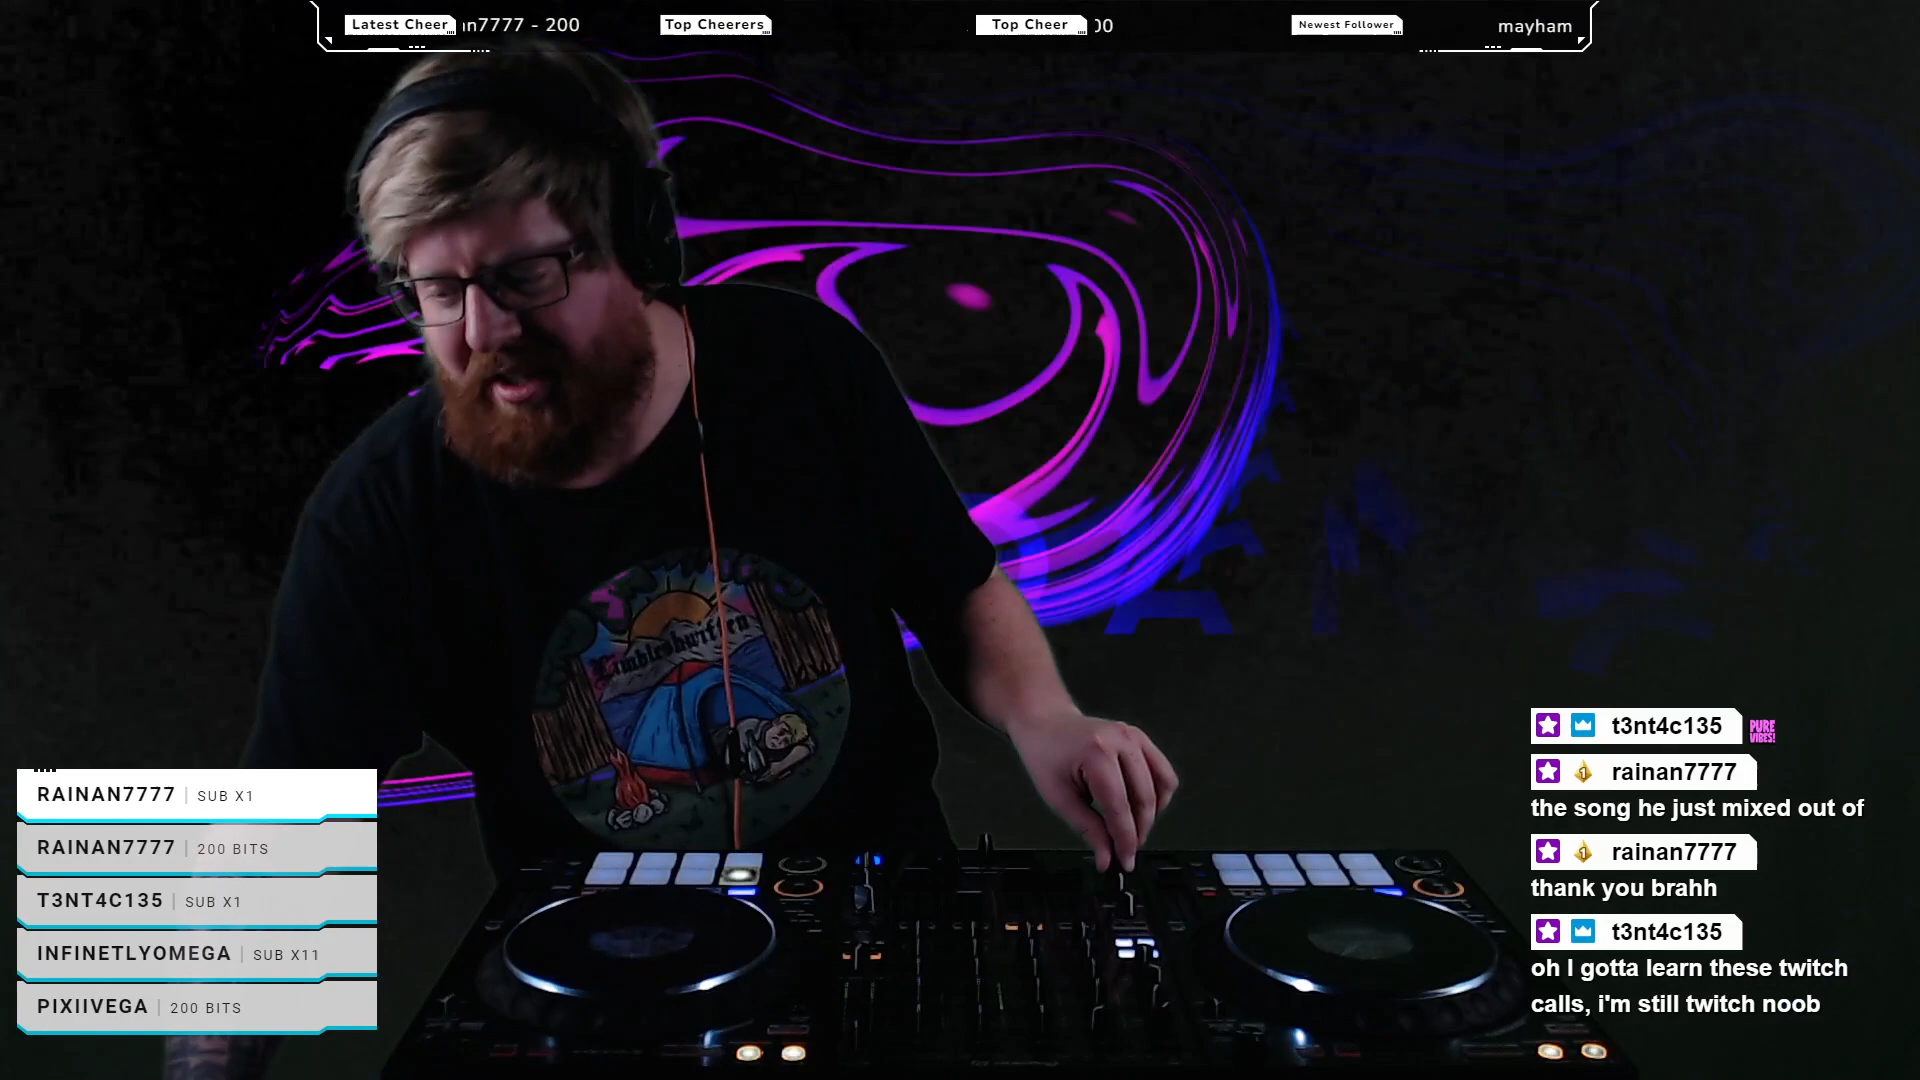 Latest Cheer
n7777 - 200
Top Cheerers
Top Cheer
00
Newest Follower
mayham
RAINAN7777 | SUB X1
RAINAN7777 | 200 BITS
T3NT4C135 | SUB X1
INFINETLYOMEGA | SUB X11
PIXIIVEGA | 200 BITS
t3nt4c135
PURE
VIBES!
rainan7777
the song he just mixed out of
rainan7777
thank you brahh
t3nt4c135
oh I gotta learn these twitch
calls, i'm still twitch noob